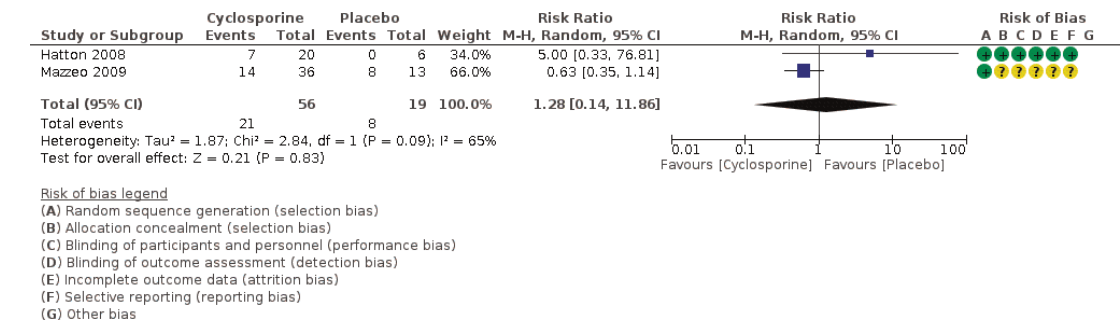 Cyclosporine Placebo Risk Ratio Risk Ratio Risk of Bias
Study or Subgroup Events Total Events Total Weight M-H, Random, 95% CI M-H, Random, 95% CI A B C D E F G
Hatton 2008 7 20 0 6 34.0% 5.00 [0.33, 76.81] + + + + + +
Mazzeo 2009 14 36 8 13 66.0% 0.63 [0.35, 1.14] + ? ? ? ? ?
Total (95% CI) 56 19 100.0% 1.28 [0.14, 11.86]
Total events 21 8
Heterogeneity: Tau² = 1.87; Chi² = 2.84, df = 1 (P = 0.09); I² = 65%
Test for overall effect: Z = 0.21 (P = 0.83)
0.01 0.1 1 10 100
Favours [Cyclosporine] Favours [Placebo]
Risk of bias legend
(A) Random sequence generation (selection bias)
(B) Allocation concealment (selection bias)
(C) Blinding of participants and personnel (performance bias)
(D) Blinding of outcome assessment (detection bias)
(E) Incomplete outcome data (attrition bias)
(F) Selective reporting (reporting bias)
(G) Other bias